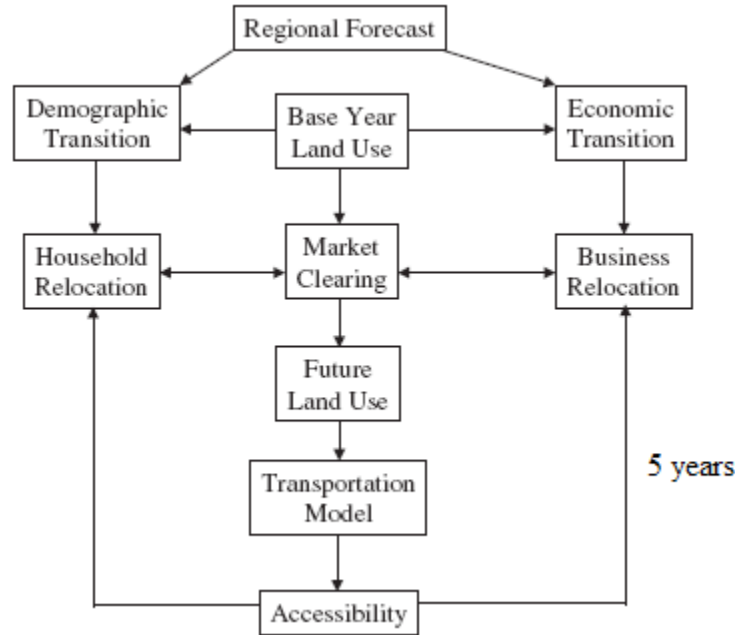 Regional Forecast
Demographic
Transition
Base Year
Land Use
Economic
Transition
Household
Relocation
Market
Clearing
Business
Relocation
Future
Land Use
5 years
Transportation
Model
Accessibility